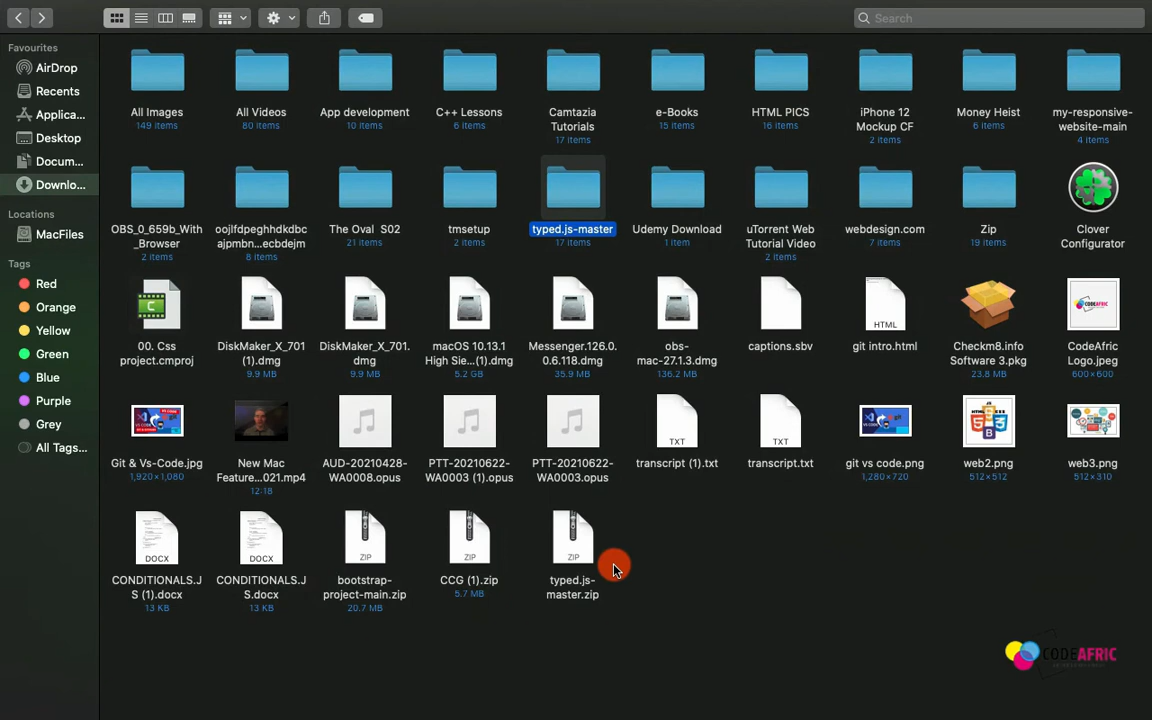 Search
Favourites
AirDrop
Recents
Applica...
Desktop
Docum...
Downlo...
Locations
MacFiles
Tags
Red
Orange
Yellow
Green
Blue
Purple
Grey
All Tags...
All Images
149 items
All Videos
80 items
App development
10 items
C++ Lessons
6 items
Camtazia
Tutorials
17 items
e-Books
15 items
HTML PICS
16 items
iPhone 12
Mockup CF
2 items
Money Heist
6 items
my-responsive-
website-main
4 items
OBS_0_659b_With
_Browser
2 items
oojlfdpeghhdkdbc
ajpmbn...ecbdejm
8 items
The Oval S02
21 items
tmsetup
2 items
typed.js-master
17 items
Udemy Download
1 item
uTorrent Web
Tutorial Video
2 items
webdesign.com
7 items
Zip
19 items
Clover
Configurator
C
00. Css
project.cmproj
DiskMaker_X_701
(1).dmg
9.9 MB
DiskMaker_X_701.
dmg
9.9 MB
macOS 10.13.1
High Sie...(1).dmg
5.2 GB
Messenger.126.0.
0.6.118.dmg
35.9 MB
obs-
mac-27.1.3.dmg
136.2 MB
captions.sbv
HTML
git intro.html
Checkm8.info
Software 3.pkg
23.8 MB
CODEAFRIC
CodeAfric
Logo.jpeg
600×600
Git & Vs-Code.jpg
1,920×1,080
New Mac
Feature...021.mp4
12:18
AUD-20210428-
WA0008.opus
PTT-20210622-
WA0003 (1).opus
PTT-20210622-
WA0003.opus
TXT
transcript (1).txt
TXT
transcript.txt
git vs code.png
1,280×720
web2.png
512×512
web3.png
512×310
DOCX
CONDITIONALS.J
S (1).docx
13 KB
DOCX
CONDITIONALS.J
S.docx
13 KB
ZIP
bootstrap-
project-main.zip
20.7 MB
ZIP
CCG (1).zip
5.7 MB
ZIP
typed.js-
master.zip
CODEAFRIC